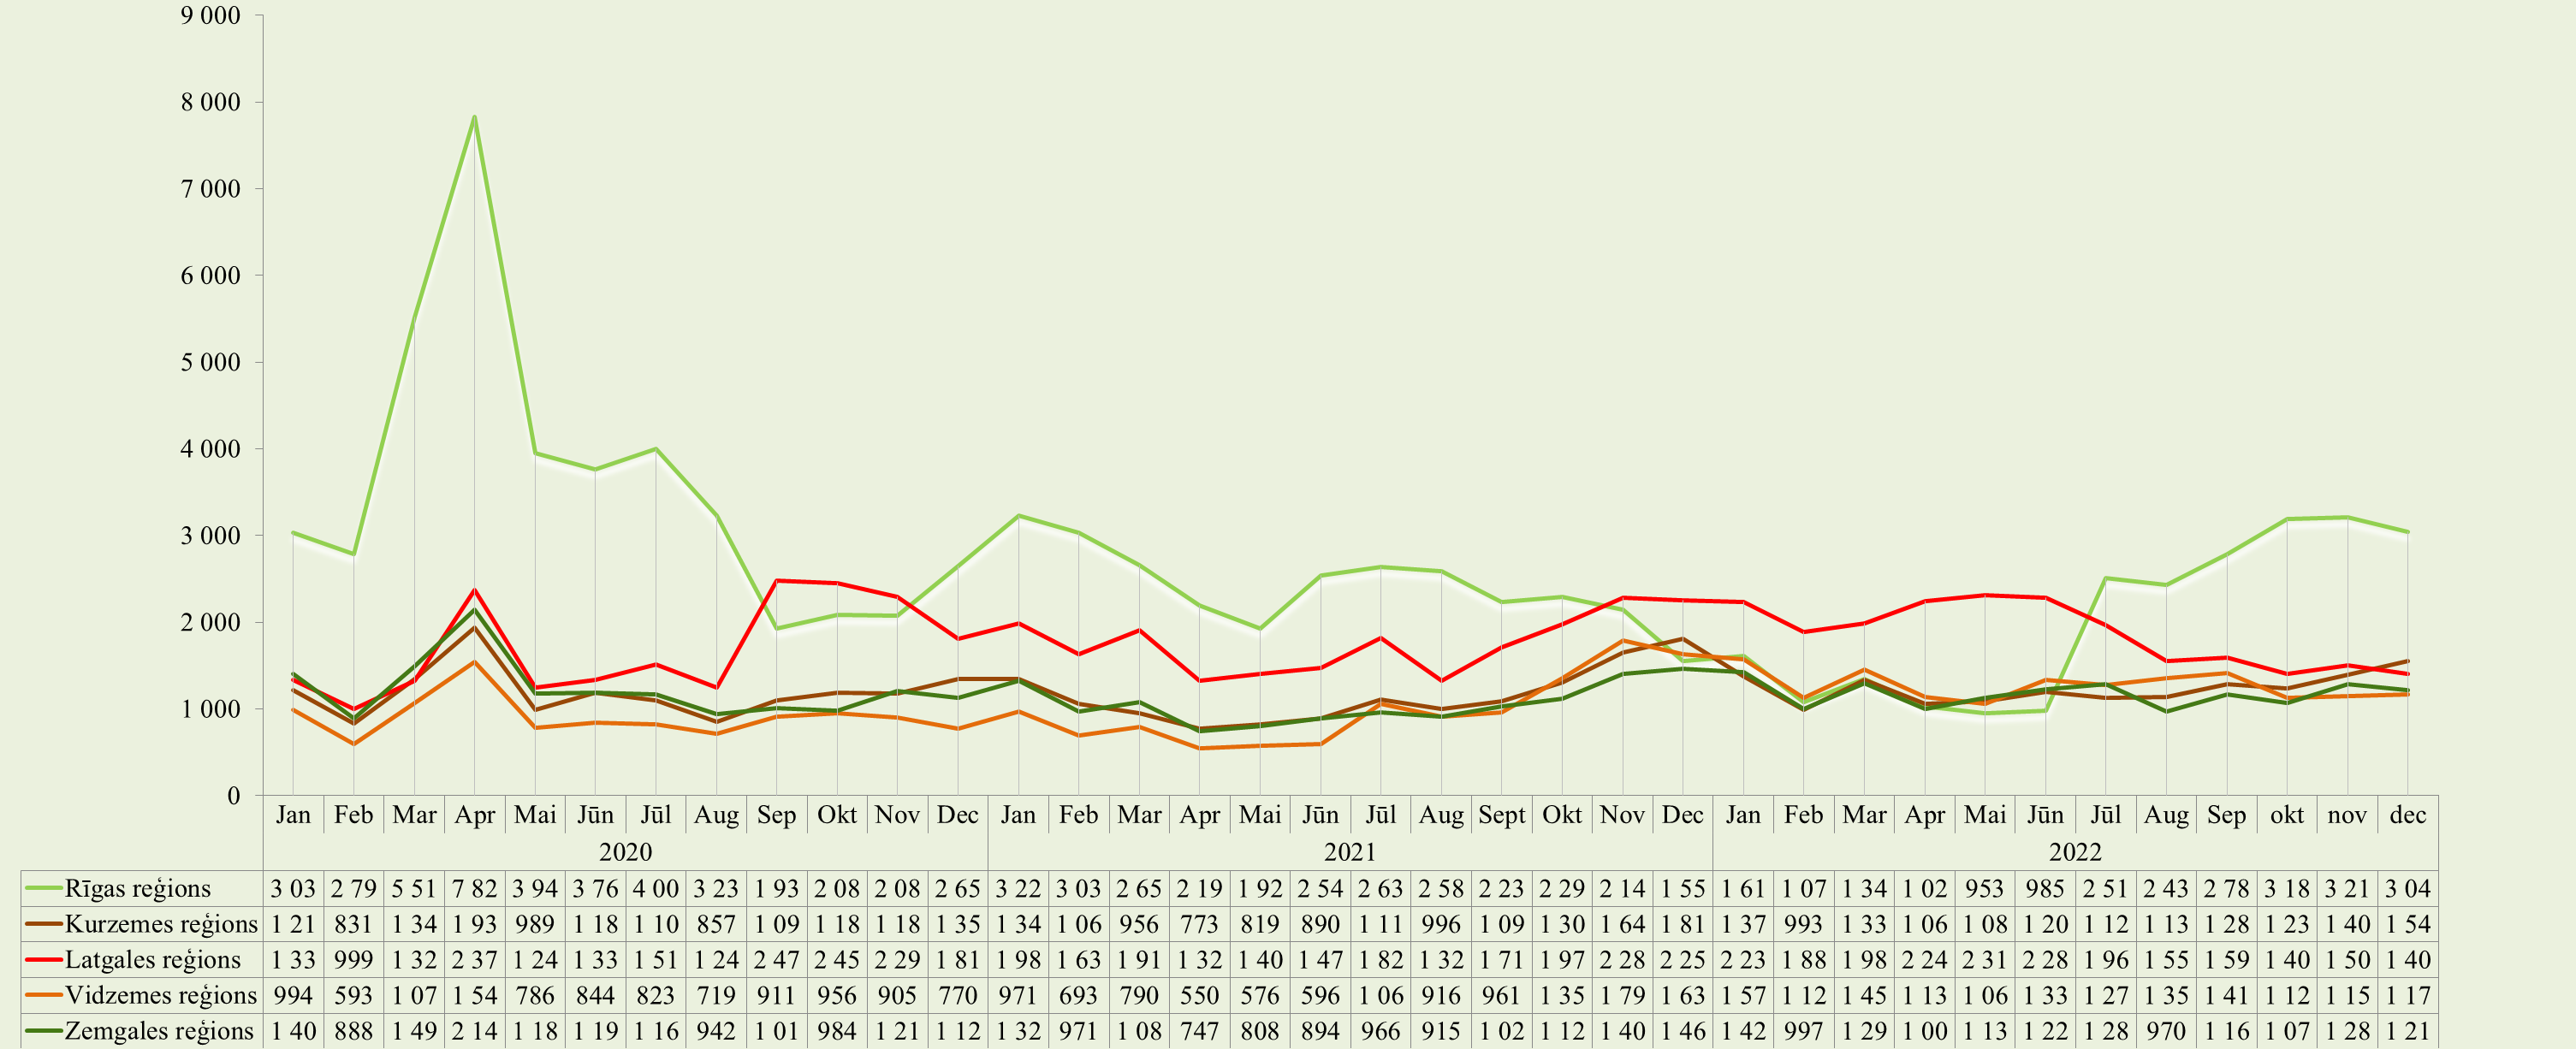 9 000
8 000
7 000
6 000
5 000
4 000
3 000
2 000
1 000
0
Jan Feb Mar Apr Mai Jūn Jūl Aug Sep Okt Nov Dec Jan Feb Mar Apr Mai Jūn Jūl Aug Sept Okt Nov Dec Jan Feb Mar Apr Mai Jūn Jūl Aug Sep okt nov dec
2020 2021 2022
Rīgas reģions 3 03 2 79 5 51 7 82 3 94 3 76 4 00 3 23 1 93 2 08 2 08 2 65 3 22 3 03 2 65 2 19 1 92 2 54 2 63 2 58 2 23 2 29 2 14 1 55 1 61 1 07 1 34 1 02 953 985 2 51 2 43 2 78 3 18 3 21 3 04
Kurzemes reģions 1 21 831 1 34 1 93 989 1 18 1 10 857 1 09 1 18 1 18 1 35 1 34 1 06 956 773 819 890 1 11 996 1 09 1 30 1 64 1 81 1 37 993 1 33 1 06 1 08 1 20 1 12 1 13 1 28 1 23 1 40 1 54
Latgales reģions 1 33 999 1 32 2 37 1 24 1 33 1 51 1 24 2 47 2 45 2 29 1 81 1 98 1 63 1 91 1 32 1 40 1 47 1 82 1 32 1 71 1 97 2 28 2 25 2 23 1 88 1 98 2 24 2 31 2 28 1 96 1 55 1 59 1 40 1 50 1 40
Vidzemes reģions 994 593 1 07 1 54 786 844 823 719 911 956 905 770 971 693 790 550 576 596 1 06 916 961 1 35 1 79 1 63 1 57 1 12 1 45 1 13 1 06 1 33 1 27 1 35 1 41 1 12 1 15 1 17
Zemgales reģions 1 40 888 1 49 2 14 1 18 1 19 1 16 942 1 01 984 1 21 1 12 1 32 971 1 08 747 808 894 966 915 1 02 1 12 1 40 1 46 1 42 997 1 29 1 00 1 13 1 22 1 28 970 1 16 1 07 1 28 1 21